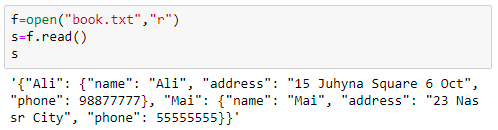 f=open("book.txt","r")
s=f.read()
s
'{"Ali": {"name": "Ali", "address": "15 Juhyna Square 6 Oct",
"phone": 98877777}, "Mai": {"name": "Mai", "address": "23 Nas
sr City", "phone": 55555555}}'